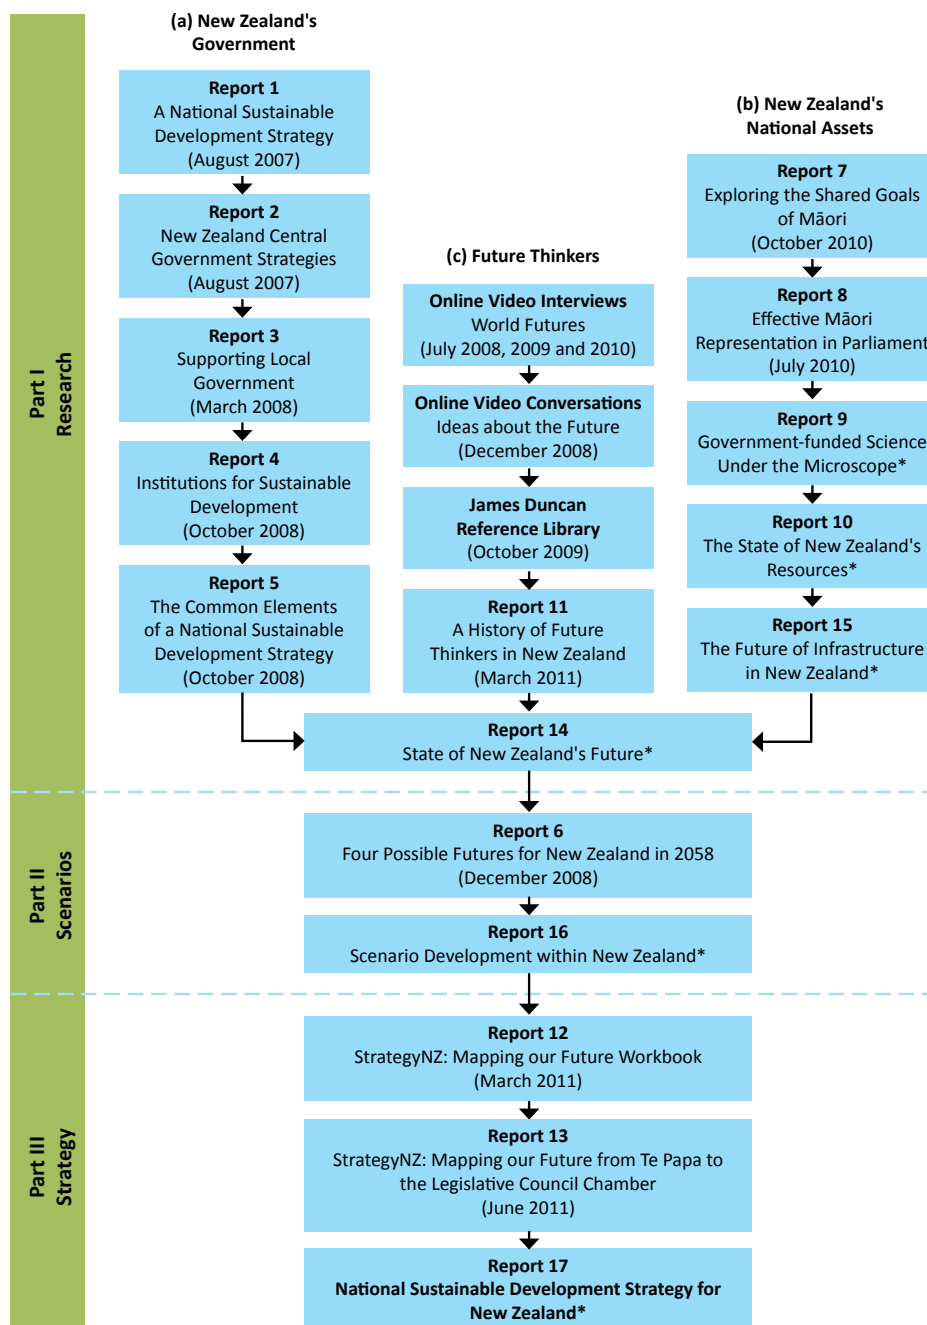 Part I
Research
(a) New Zealand's
Government
Report 1
A National Sustainable
Development Strategy
(August 2007)
Report 2
New Zealand Central
Government Strategies
(August 2007)
Report 3
Supporting Local
Government
(March 2008)
Report 4
Institutions for Sustainable
Development
(October 2008)
Report 5
The Common Elements
of a National Sustainable
Development Strategy
(October 2008)
(c) Future Thinkers
Online Video Interviews
World Futures
(July 2008, 2009 and 2010)
Online Video Conversations
Ideas about the Future
(December 2008)
James Duncan
Reference Library
(October 2009)
Report 11
A History of Future
Thinkers in New Zealand
(March 2011)
(b) New Zealand's
National Assets
Report 7
Exploring the Shared Goals
of Māori
(October 2010)
Report 8
Effective Māori
Representation in Parliament
(July 2010)
Report 9
Government-funded Science
Under the Microscope*
Report 10
The State of New Zealand's
Resources*
Report 15
The Future of Infrastructure
in New Zealand*
Report 14
State of New Zealand's Future*
Part II
Scenarios
Report 6
Four Possible Futures for New Zealand in 2058
(December 2008)
Report 16
Scenario Development within New Zealand*
Part III
Strategy
Report 12
StrategyNZ: Mapping our Future Workbook
(March 2011)
Report 13
StrategyNZ: Mapping our Future from Te Papa to
the Legislative Council Chamber
(June 2011)
Report 17
National Sustainable Development Strategy for
New Zealand*